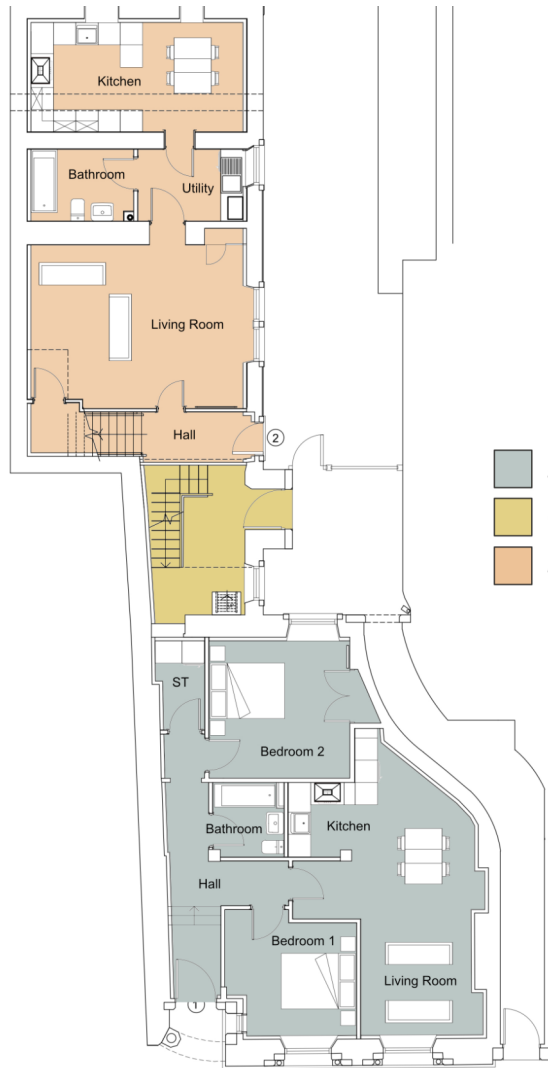 Kitchen
Bathroom
Utility
Living Room
Hall
2
ST
Bedroom 2
Kitchen
Bathroom
Hall
Bedroom 1
Living Room
1